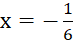 x = −1/6